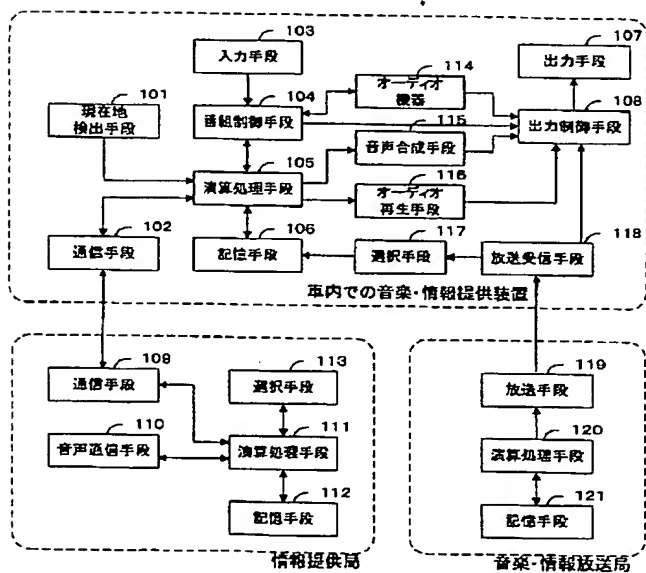 103
入力手段
107
出力手段
101
現在地
検出手段
104
番組制御手段
114
オーディオ
機器
108
出力制御手段
115
音声合成手段
105
演算処理手段
116
オーディオ
再生手段
102
通信手段
106
記憶手段
117
選択手段
118
放送受信手段
車内での音楽・情報提供装置
109
通信手段
113
選択手段
110
音声送信手段
111
演算処理手段
112
記憶手段
情報提供局
119
放送手段
120
演算処理手段
121
記憶手段
音楽・情報放送局